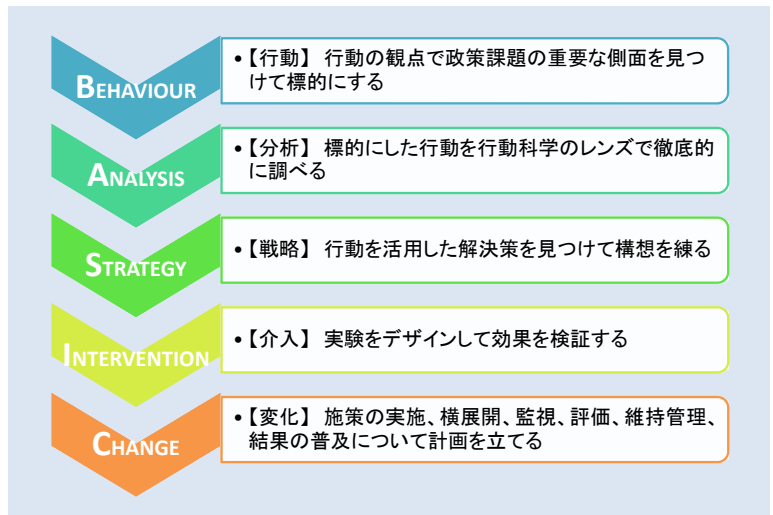 BEHAVIOUR
•【行動】 行動の観点で政策課題の重要な側面を見つ
けて標的にする
ANALYSIS
•【分析】 標的にした行動を行動科学のレンズで徹底的
に調べる
STRATEGY
•【戦略】 行動を活用した解決策を見つけて構想を練る
INTERVENTION
•【介入】 実験をデザインして効果を検証する
CHANGE
•【変化】 施策の実施、横展開、監視、評価、維持管理、
結果の普及について計画を立てる